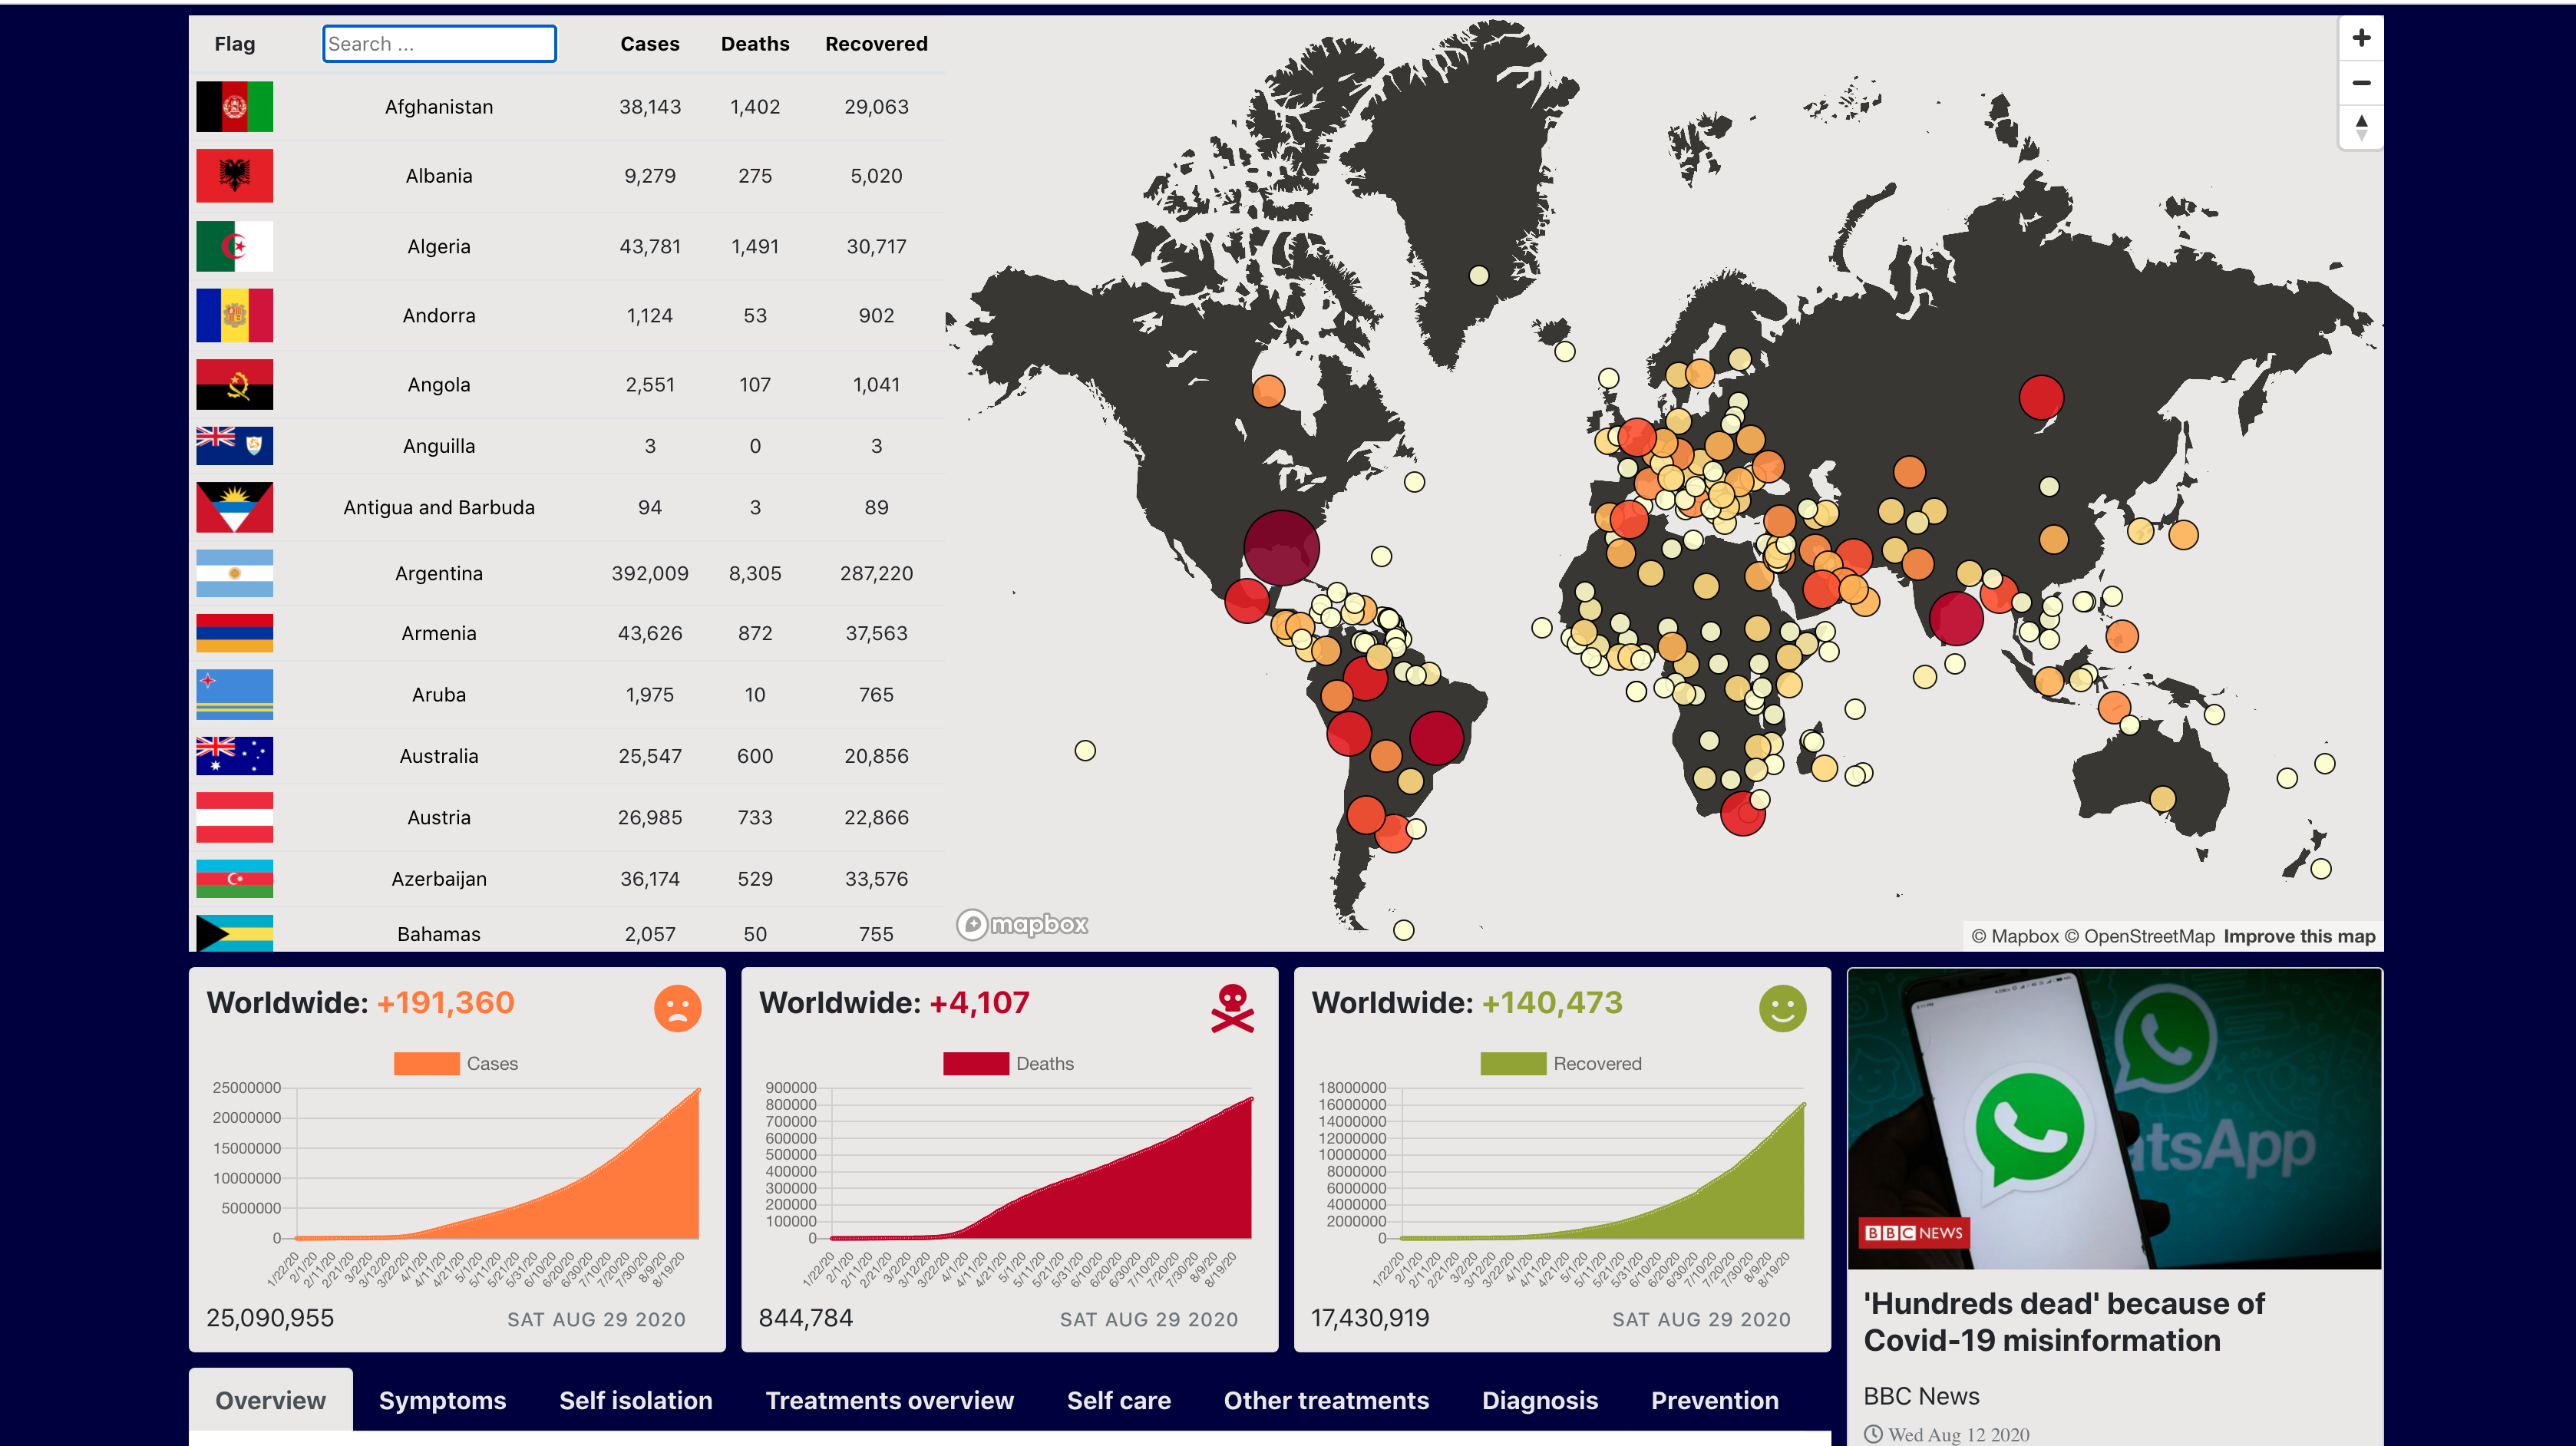 Flag Search ... Cases Deaths Recovered
Afghanistan 38,143 1,402 29,063
Albania 9,279 275 5,020
Algeria 43,781 1,491 30,717
Andorra 1,124 53 902
Angola 2,551 107 1,041
Anguilla 3 0 3
Antigua and Barbuda 94 3 89
Argentina 392,009 8,305 287,220
Armenia 43,626 872 37,563
Aruba 1,975 10 765
Australia 25,547 600 20,856
Austria 26,985 733 22,866
Azerbaijan 36,174 529 33,576
Bahamas 2,057 50 755
mapbox
© Mapbox © OpenStreetMap Improve this map
Worldwide: +191,360
Cases
25000000
20000000
15000000
10000000
5000000
0
1/22/20 2/1/20 2/11/20 2/21/20 3/2/20 3/12/20 3/22/20 4/1/20 4/11/20 4/21/20 5/1/20 5/11/20 5/21/20 5/31/20 6/10/20 6/20/20 6/30/20 7/10/20 7/20/20 7/30/20 8/9/20 8/19/20
25,090,955 SAT AUG 29 2020
Worldwide: +4,107
Deaths
900000
800000
700000
600000
500000
400000
300000
200000
100000
0
1/22/20 2/1/20 2/11/20 2/21/20 3/2/20 3/12/20 3/22/20 4/1/20 4/11/20 4/21/20 5/1/20 5/11/20 5/21/20 5/31/20 6/10/20 6/20/20 6/30/20 7/10/20 7/20/20 7/30/20 8/9/20 8/19/20
844,784 SAT AUG 29 2020
Worldwide: +140,473
Recovered
18000000
16000000
14000000
12000000
10000000
8000000
6000000
4000000
2000000
0
1/22/20 2/1/20 2/11/20 2/21/20 3/2/20 3/12/20 3/22/20 4/1/20 4/11/20 4/21/20 5/1/20 5/11/20 5/21/20 5/31/20 6/10/20 6/20/20 6/30/20 7/10/20 7/20/20 7/30/20 8/9/20 8/19/20
17,430,919 SAT AUG 29 2020
atsApp
BBC NEWS
'Hundreds dead' because of
Covid-19 misinformation
BBC News
Wed Aug 12 2020
Overview Symptoms Self isolation Treatments overview Self care Other treatments Diagnosis Prevention